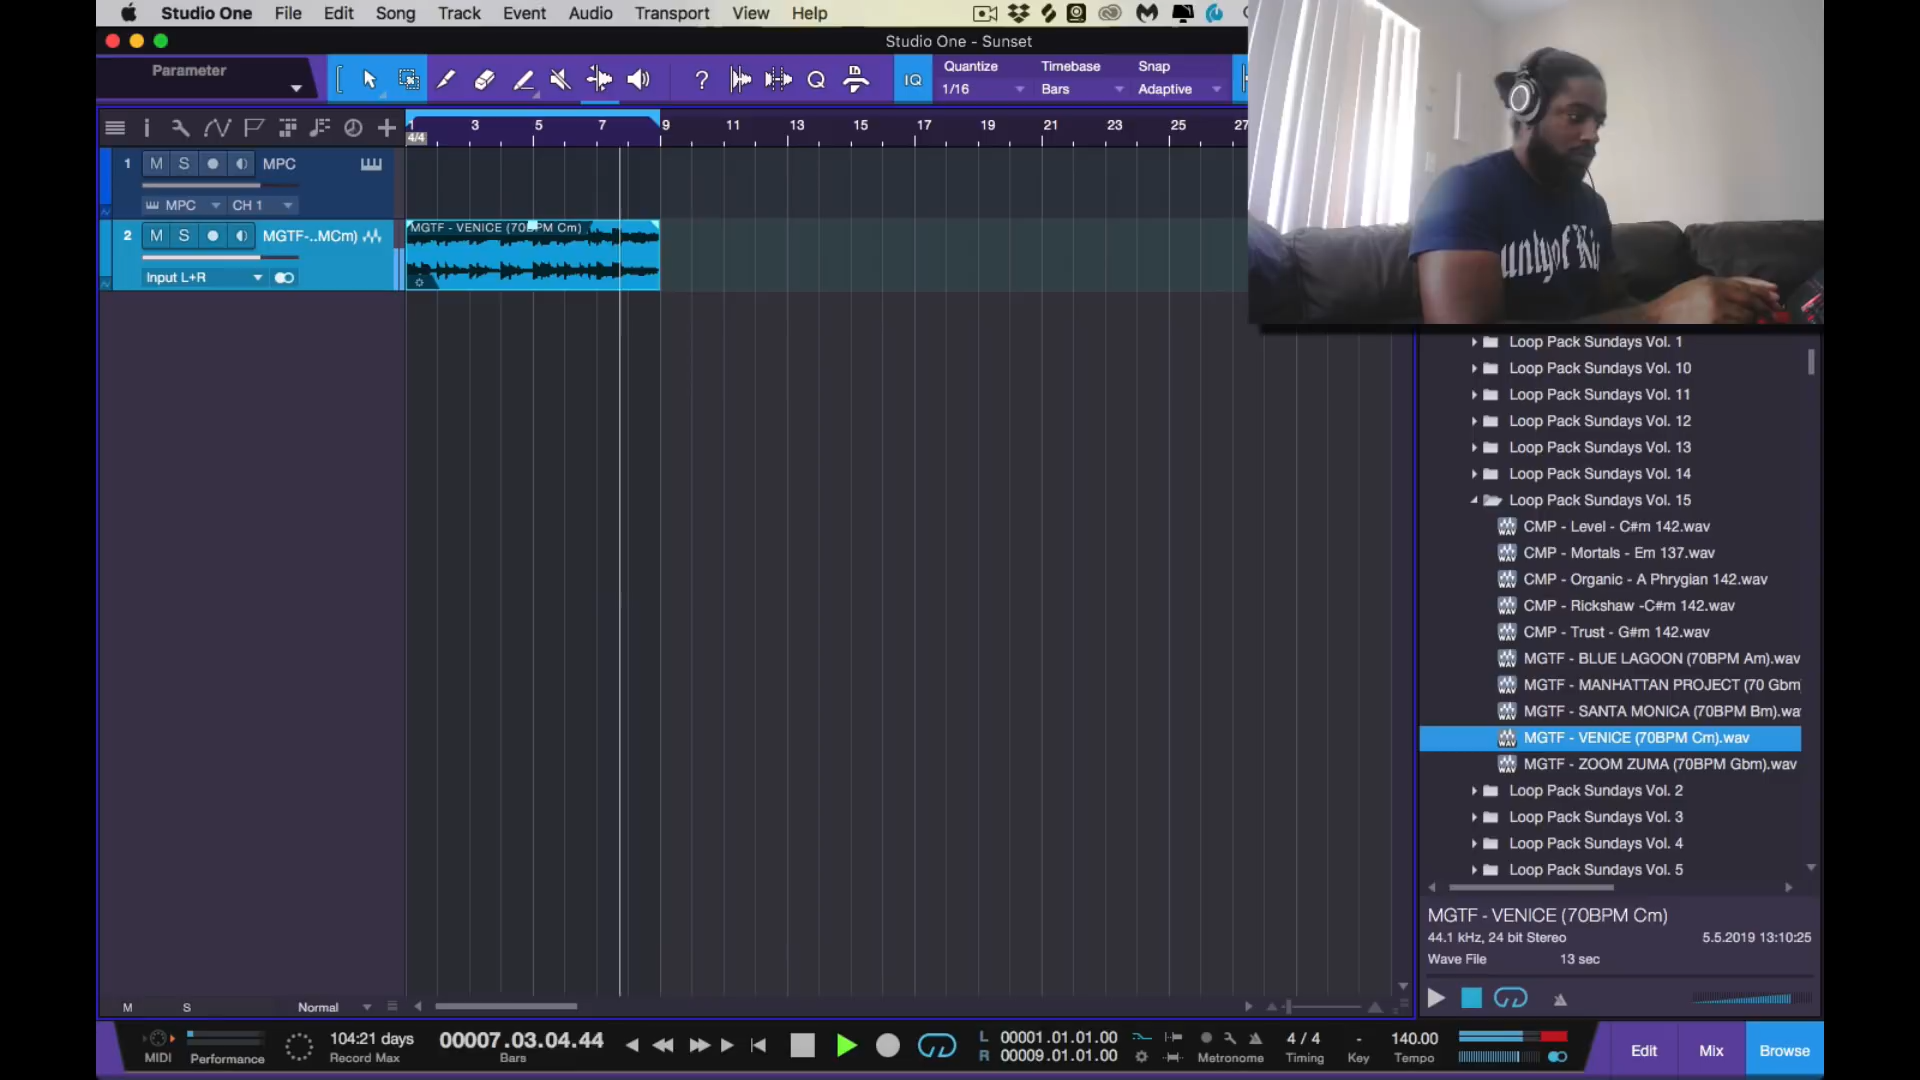 Studio One File Edit Song Track Event Audio Transport View Help
Studio One - Sunset
Parameter
Quantize Timebase Snap
1/16 Bars Adaptive
IQ
1 3 5 7 9 11 13 15 17 19 21 23 25 27
4/4
1 M S MPC
MPC CH 1
2 M S MGTF-..MCm)
Input L+R
MGTF - VENICE (70BPM Cm)
Loop Pack Sundays Vol. 1
Loop Pack Sundays Vol. 10
Loop Pack Sundays Vol. 11
Loop Pack Sundays Vol. 12
Loop Pack Sundays Vol. 13
Loop Pack Sundays Vol. 14
Loop Pack Sundays Vol. 15
CMP - Level - C#m 142.wav
CMP - Mortals - Em 137.wav
CMP - Organic - A Phrygian 142.wav
CMP - Rickshaw -C#m 142.wav
CMP - Trust - G#m 142.wav
MGTF - BLUE LAGOON (70BPM Am).wav
MGTF - MANHATTAN PROJECT (70 Gbm
MGTF - SANTA MONICA (70BPM Bm).wa
MGTF - VENICE (70BPM Cm).wav
MGTF - ZOOM ZUMA (70BPM Gbm).wav
Loop Pack Sundays Vol. 2
Loop Pack Sundays Vol. 3
Loop Pack Sundays Vol. 4
Loop Pack Sundays Vol. 5
MGTF - VENICE (70BPM Cm)
44.1 kHz, 24 bit Stereo 5.5.2019 13:10:25
Wave File 13 sec
M S Normal
MIDI Performance
104:21 days
Record Max
00007.03.04.44
Bars
L 00001.01.01.00
R 00009.01.01.00
Metronome
4 / 4
Timing
-
Key
140.00
Tempo
Edit Mix Browse